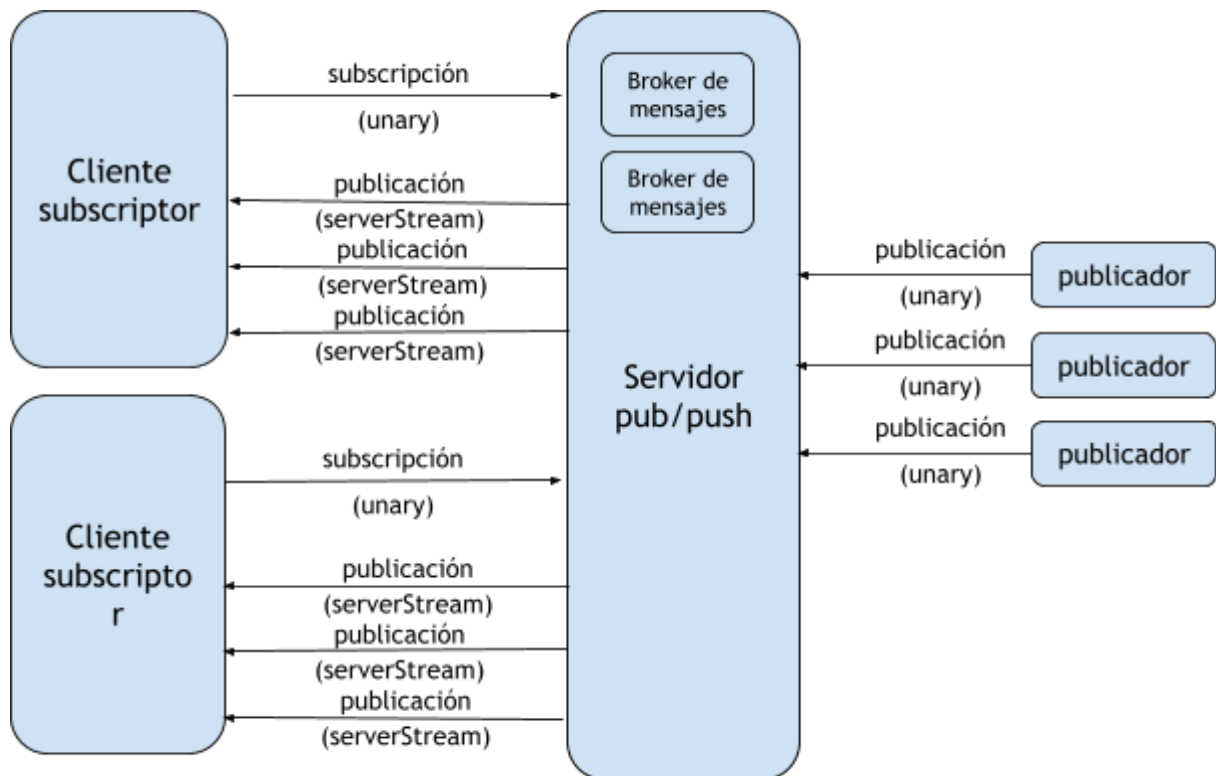 Cliente
subscriptor
subscripción
(unary)
publicación
(serverStream)
publicación
(serverStream)
publicación
(serverStream)
Cliente
subscripto
r
subscripción
(unary)
publicación
(serverStream)
publicación
(serverStream)
publicación
(serverStream)
Broker de
mensajes
Broker de
mensajes
Servidor
pub/push
publicación
(unary)
publicador
publicación
(unary)
publicador
publicación
(unary)
publicador